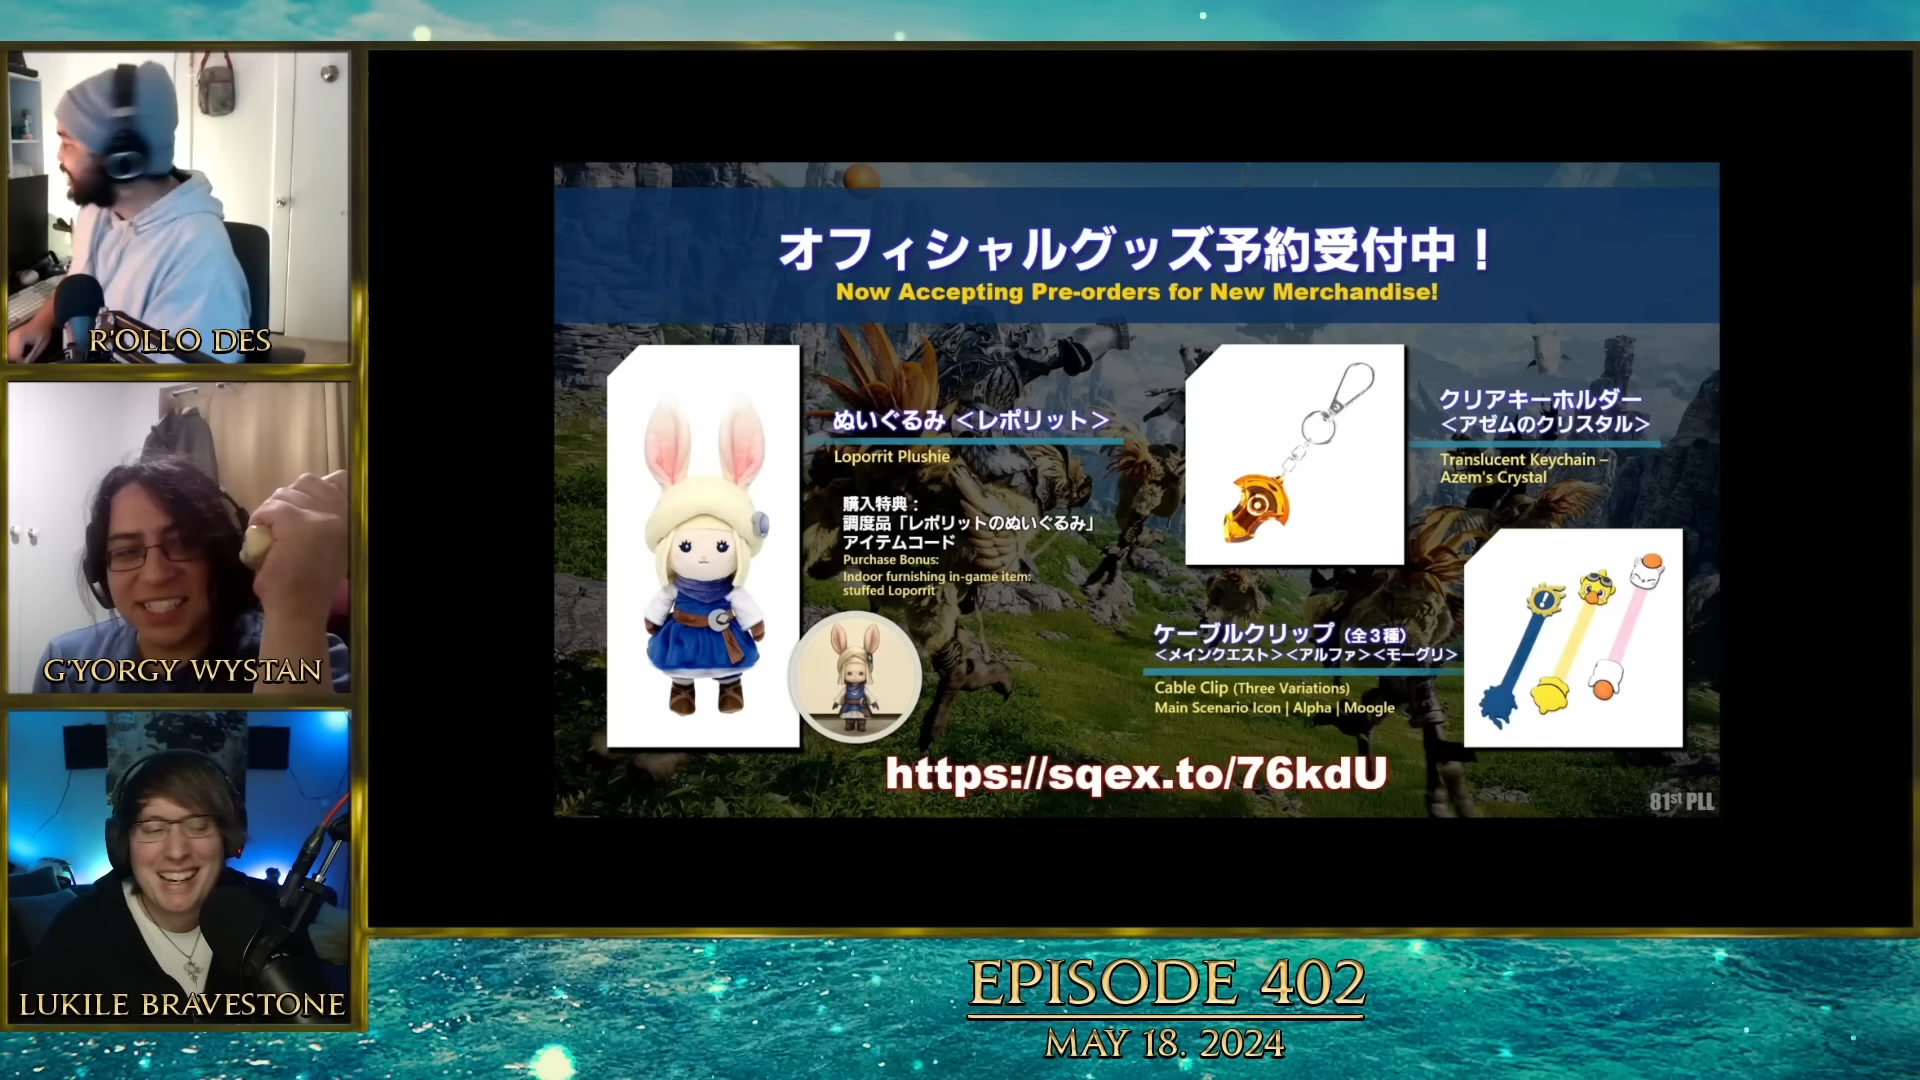 R'OLLO DES
G'YORGY WYSTAN
LUKILE BRAVESTONE
オフィシャルグッズ予約受付中！
Now Accepting Pre-orders for New Merchandise!
ぬいぐるみ ＜レポリット＞
Loporrit Plushie
購入特典：
調度品「レポリットのぬいぐるみ」
アイテムコード
Purchase Bonus:
Indoor furnishing in-game item:
stuffed Loporrit
クリアキーホルダー
＜アゼムのクリスタル＞
Translucent Keychain –
Azem's Crystal
ケーブルクリップ（全３種）
＜メインクエスト＞＜アルファ＞＜モーグリ＞
Cable Clip (Three Variations)
Main Scenario Icon | Alpha | Moogle
https://sqex.to/76kdU
81st PLL
EPISODE 402
MAY 18. 2024